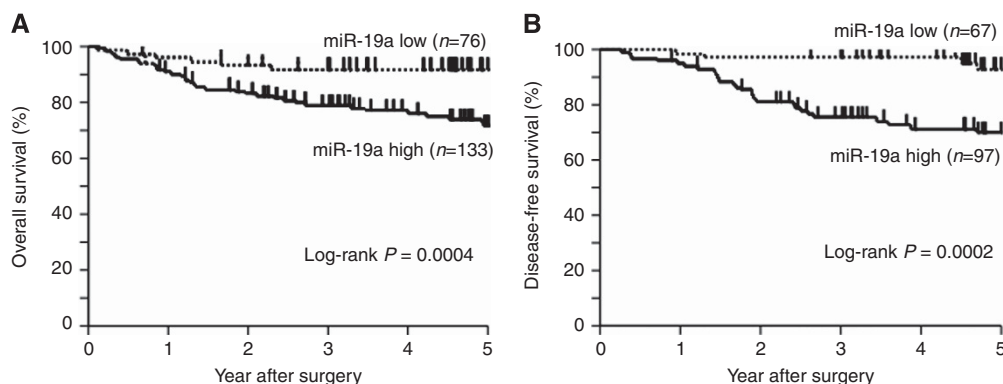 A
Overall survival (%)
100
80
60
40
20
0
miR-19a low (n=76)
miR-19a high (n=133)
Log-rank P = 0.0004
0 1 2 3 4 5
Year after surgery
B
Disease-free survival (%)
100
80
60
40
20
0
miR-19a low (n=67)
miR-19a high (n=97)
Log-rank P = 0.0002
0 1 2 3 4 5
Year after surgery